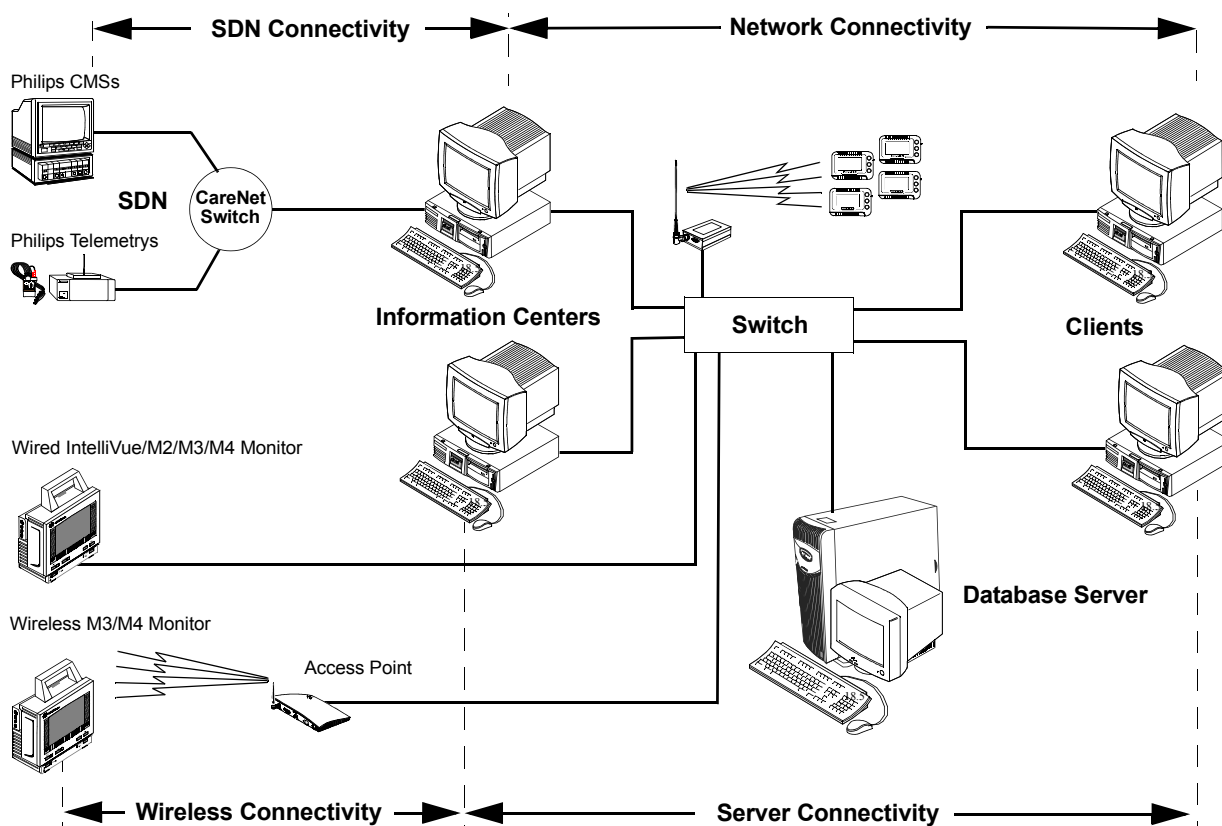 SDN Connectivity
Network Connectivity
Philips CMSs
SDN
CareNet
Switch
Philips Telemetrys
Information Centers
Switch
Clients
Wired IntelliVue/M2/M3/M4 Monitor
Database Server
Wireless M3/M4 Monitor
Access Point
Wireless Connectivity
Server Connectivity